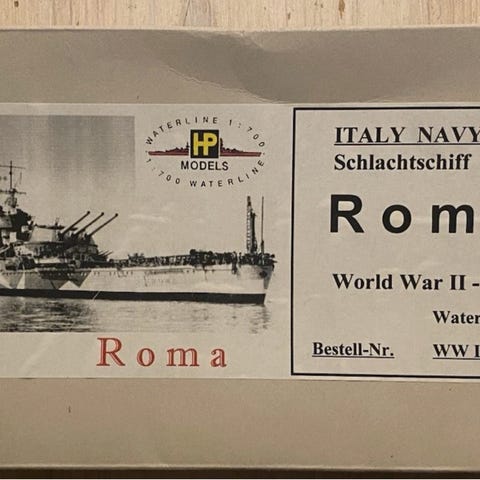 WATERLINE 1:700
HP
MODELS
1:700 WATERLINE
Roma
ITALY NAVY
Schlachtschiff
Rom
World War II -
Water
Bestell-Nr. WW I